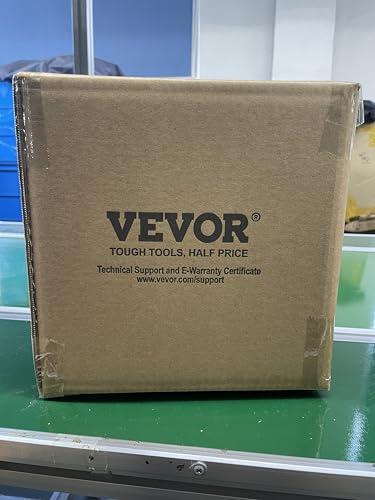 VEVOR®
TOUGH TOOLS, HALF PRICE
Technical Support and E-Warranty Certificate
www.vevor.com/support